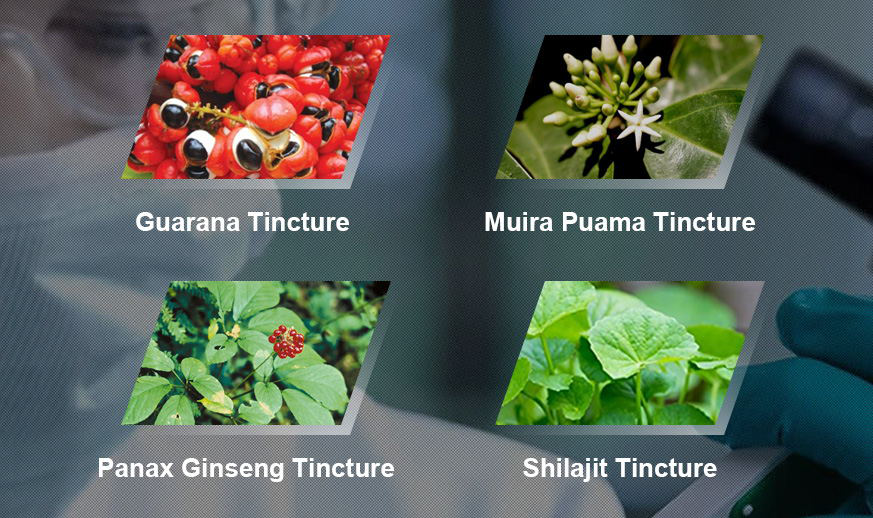 Guarana Tincture
Muira Puama Tincture
Panax Ginseng Tincture
Shilajit Tincture